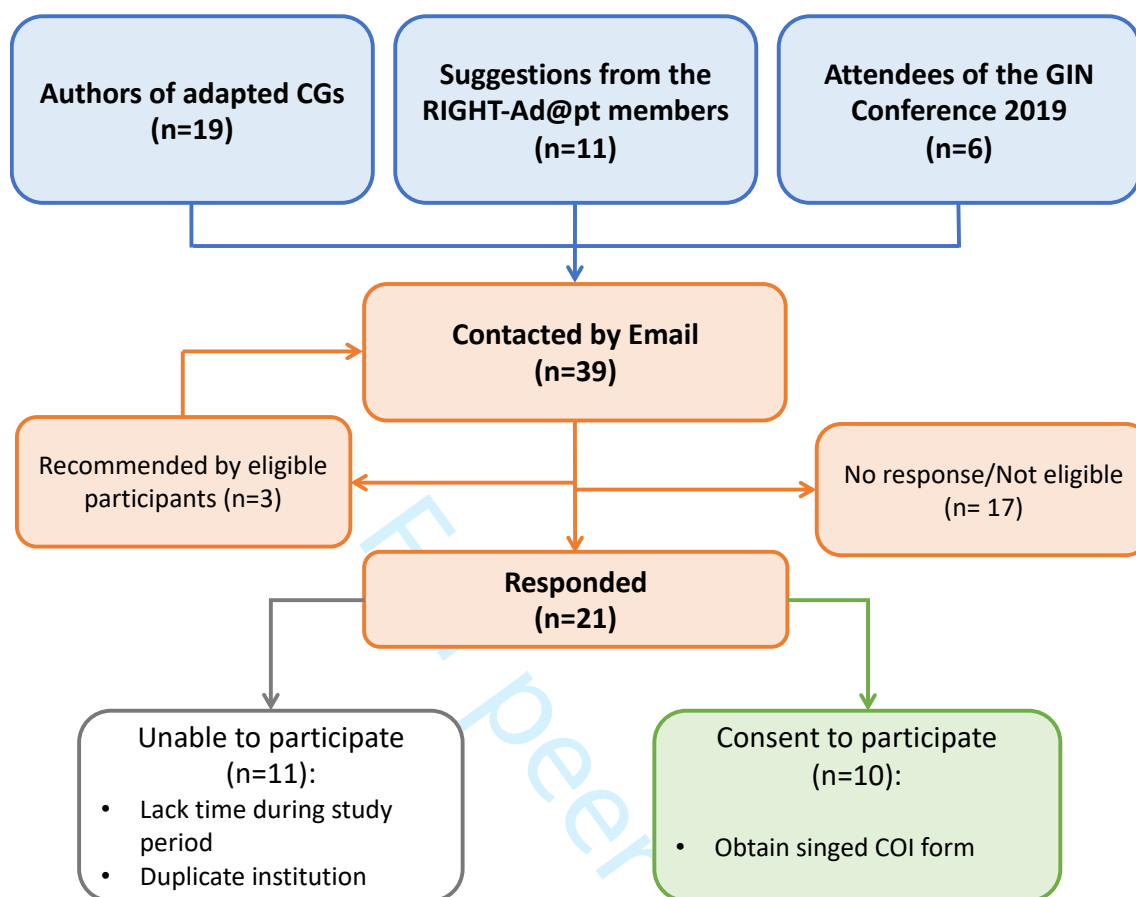 Authors of adapted CGs
(n=19)
Suggestions from the
RIGHT-Ad@pt members
(n=11)
Attendees of the GIN
Conference 2019
(n=6)
Contacted by Email
(n=39)
Recommended by eligible
participants (n=3)
No response/Not eligible
(n= 17)
Responded
(n=21)
Unable to participate
(n=11):
• Lack time during study
period
• Duplicate institution
Consent to participate
(n=10):
• Obtain singed COI form
peer